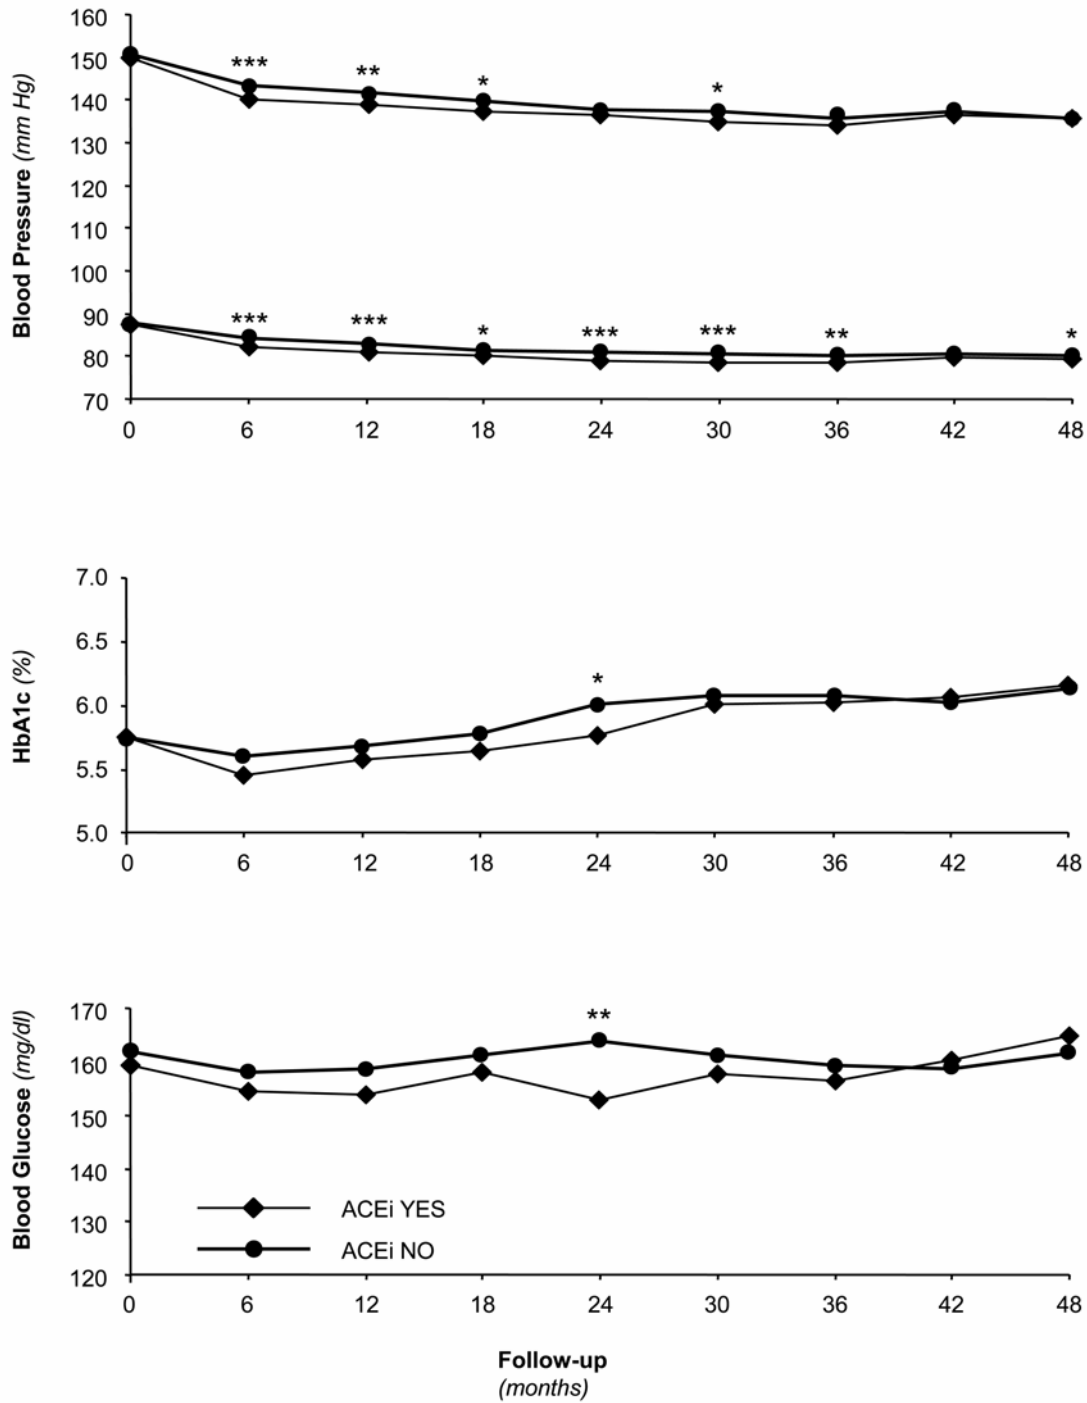 160
150
140
130
120
110
100
90
80
70
Blood Pressure (mm Hg)
*** ** * *
*** *** * *** *** ** *
0 6 12 18 24 30 36 42 48
7.0
6.5
6.0
5.5
5.0
HbA1c (%)
*
0 6 12 18 24 30 36 42 48
170
160
150
140
130
120
Blood Glucose (mg/dl)
**
ACEi YES
ACEi NO
0 6 12 18 24 30 36 42 48
Follow-up
(months)